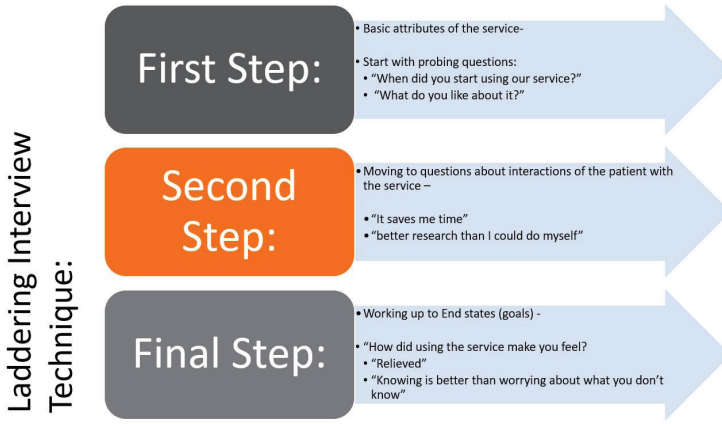 Laddering Interview
Technique:
First Step:
• Basic attributes of the service-
• Start with probing questions:
• “When did you start using our service?”
• “What do you like about it?”
Second
Step:
•Moving to questions about interactions of the patient with
the service –
•“It saves me time”
•“better research than I could do myself”
Final Step:
•Working up to End states (goals) -
• “How did using the service make you feel?
• “Relieved”
• “Knowing is better than worrying about what you don’t
know”